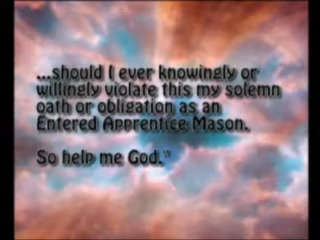 ...should I ever knowingly or
willingly violate this my solemn
oath or obligation as an
Entered Apprentice Mason.
So help me God."